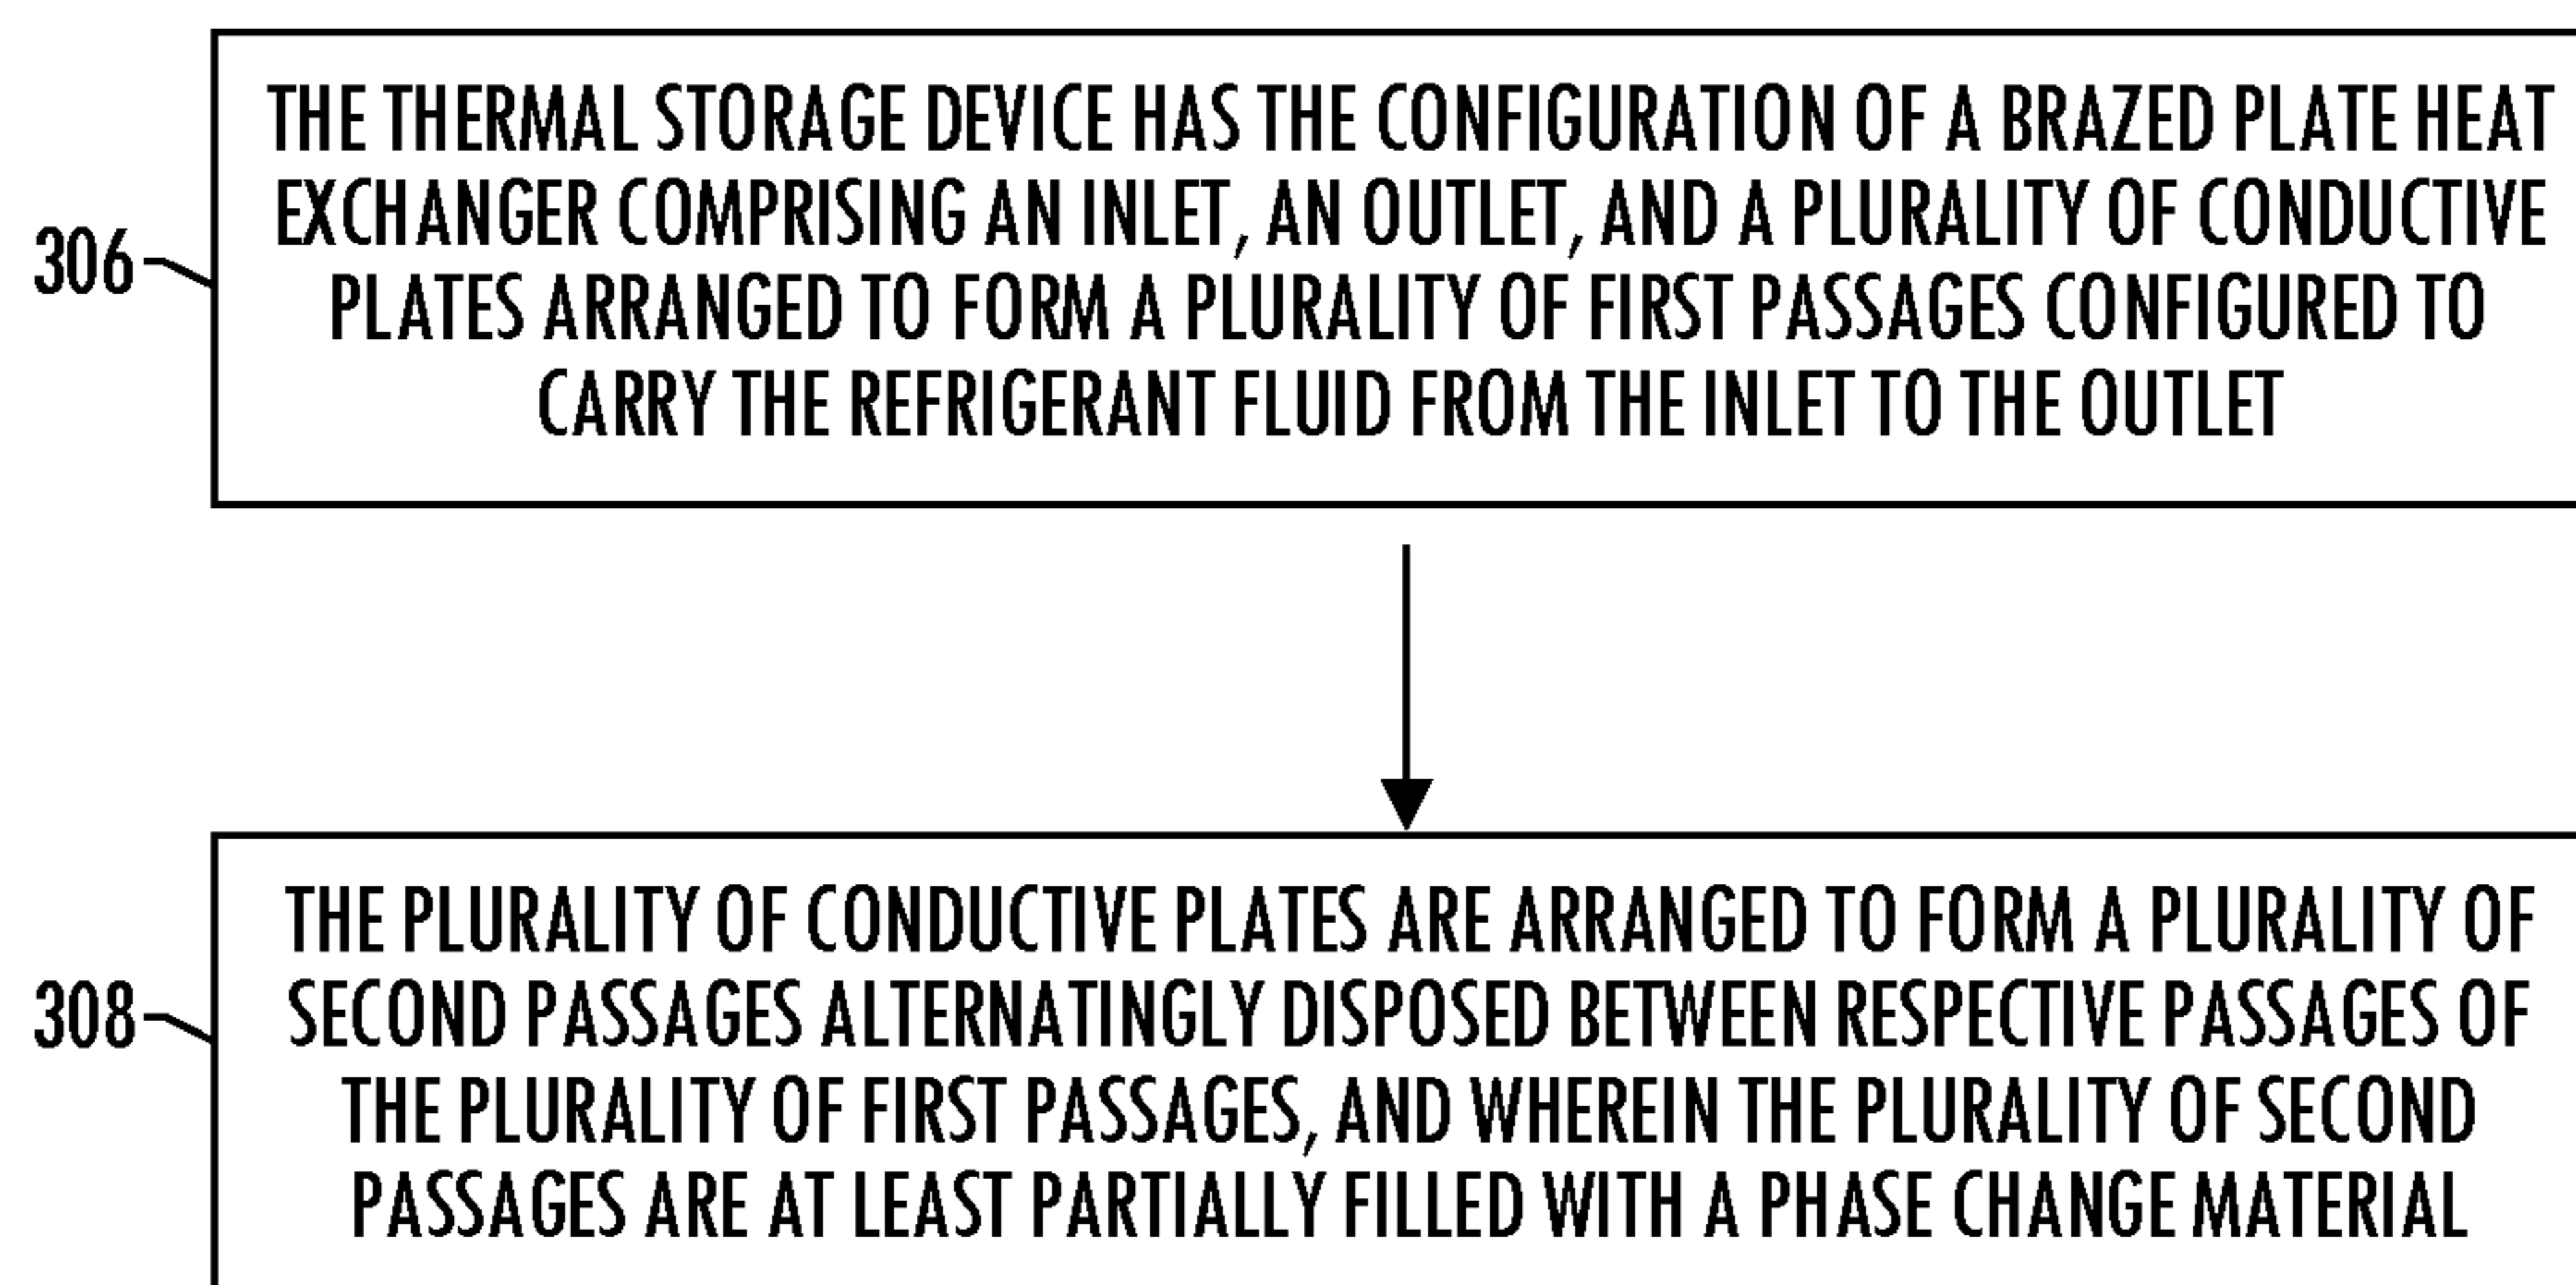 THE THERMAL STORAGE DEVICE HAS THE CONFIGURATION OF A BRAZED PLATE HEAT
EXCHANGER COMPRISING AN INLET, AN OUTLET, AND A PLURALITY OF CONDUCTIVE
PLATES ARRANGED TO FORM A PLURALITY OF FIRST PASSAGES CONFIGURED TO
CARRY THE REFRIGERANT FLUID FROM THE INLET TO THE OUTLET
306
THE PLURALITY OF CONDUCTIVE PLATES ARE ARRANGED TO FORM A PLURALITY OF
SECOND PASSAGES ALTERNATINGLY DISPOSED BETWEEN RESPECTIVE PASSAGES OF
THE PLURALITY OF FIRST PASSAGES, AND WHEREIN THE PLURALITY OF SECOND
PASSAGES ARE AT LEAST PARTIALLY FILLED WITH A PHASE CHANGE MATERIAL
308